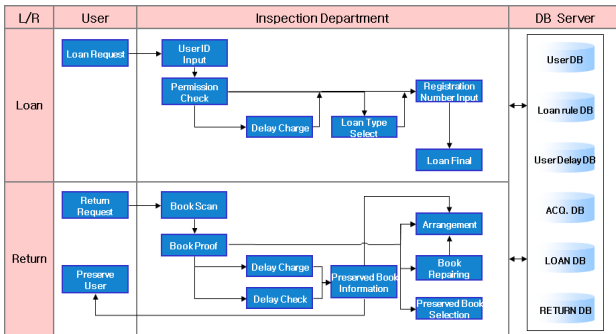 L/R
User
Inspection Department
DB Server
Loan
Loan Request
UserID
Input
Permission
Check
Delay Charge
Loan Type
Select
Registration
Number Input
Loan Final
Return
Return
Request
Preserve
User
Book Scan
Book Proof
Delay Charge
Delay Check
Preserved Book
Information
Arrangement
Book
Repairing
Preserved Book
Selection
UserDB
Loan rule DB
UserDelayDB
ACQ. DB
LOAN DB
RETURN DB